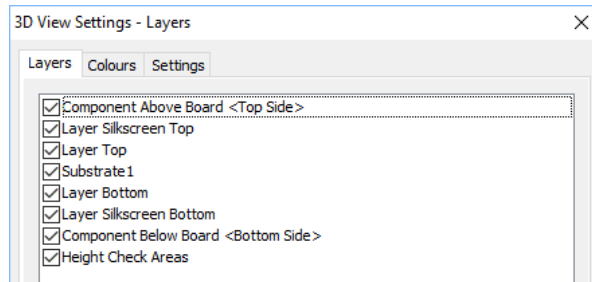 3D View Settings - Layers
Layers Colours Settings
Component Above Board <Top Side>
Layer Silkscreen Top
Layer Top
Substrate1
Layer Bottom
Layer Silkscreen Bottom
Component Below Board <Bottom Side>
Height Check Areas